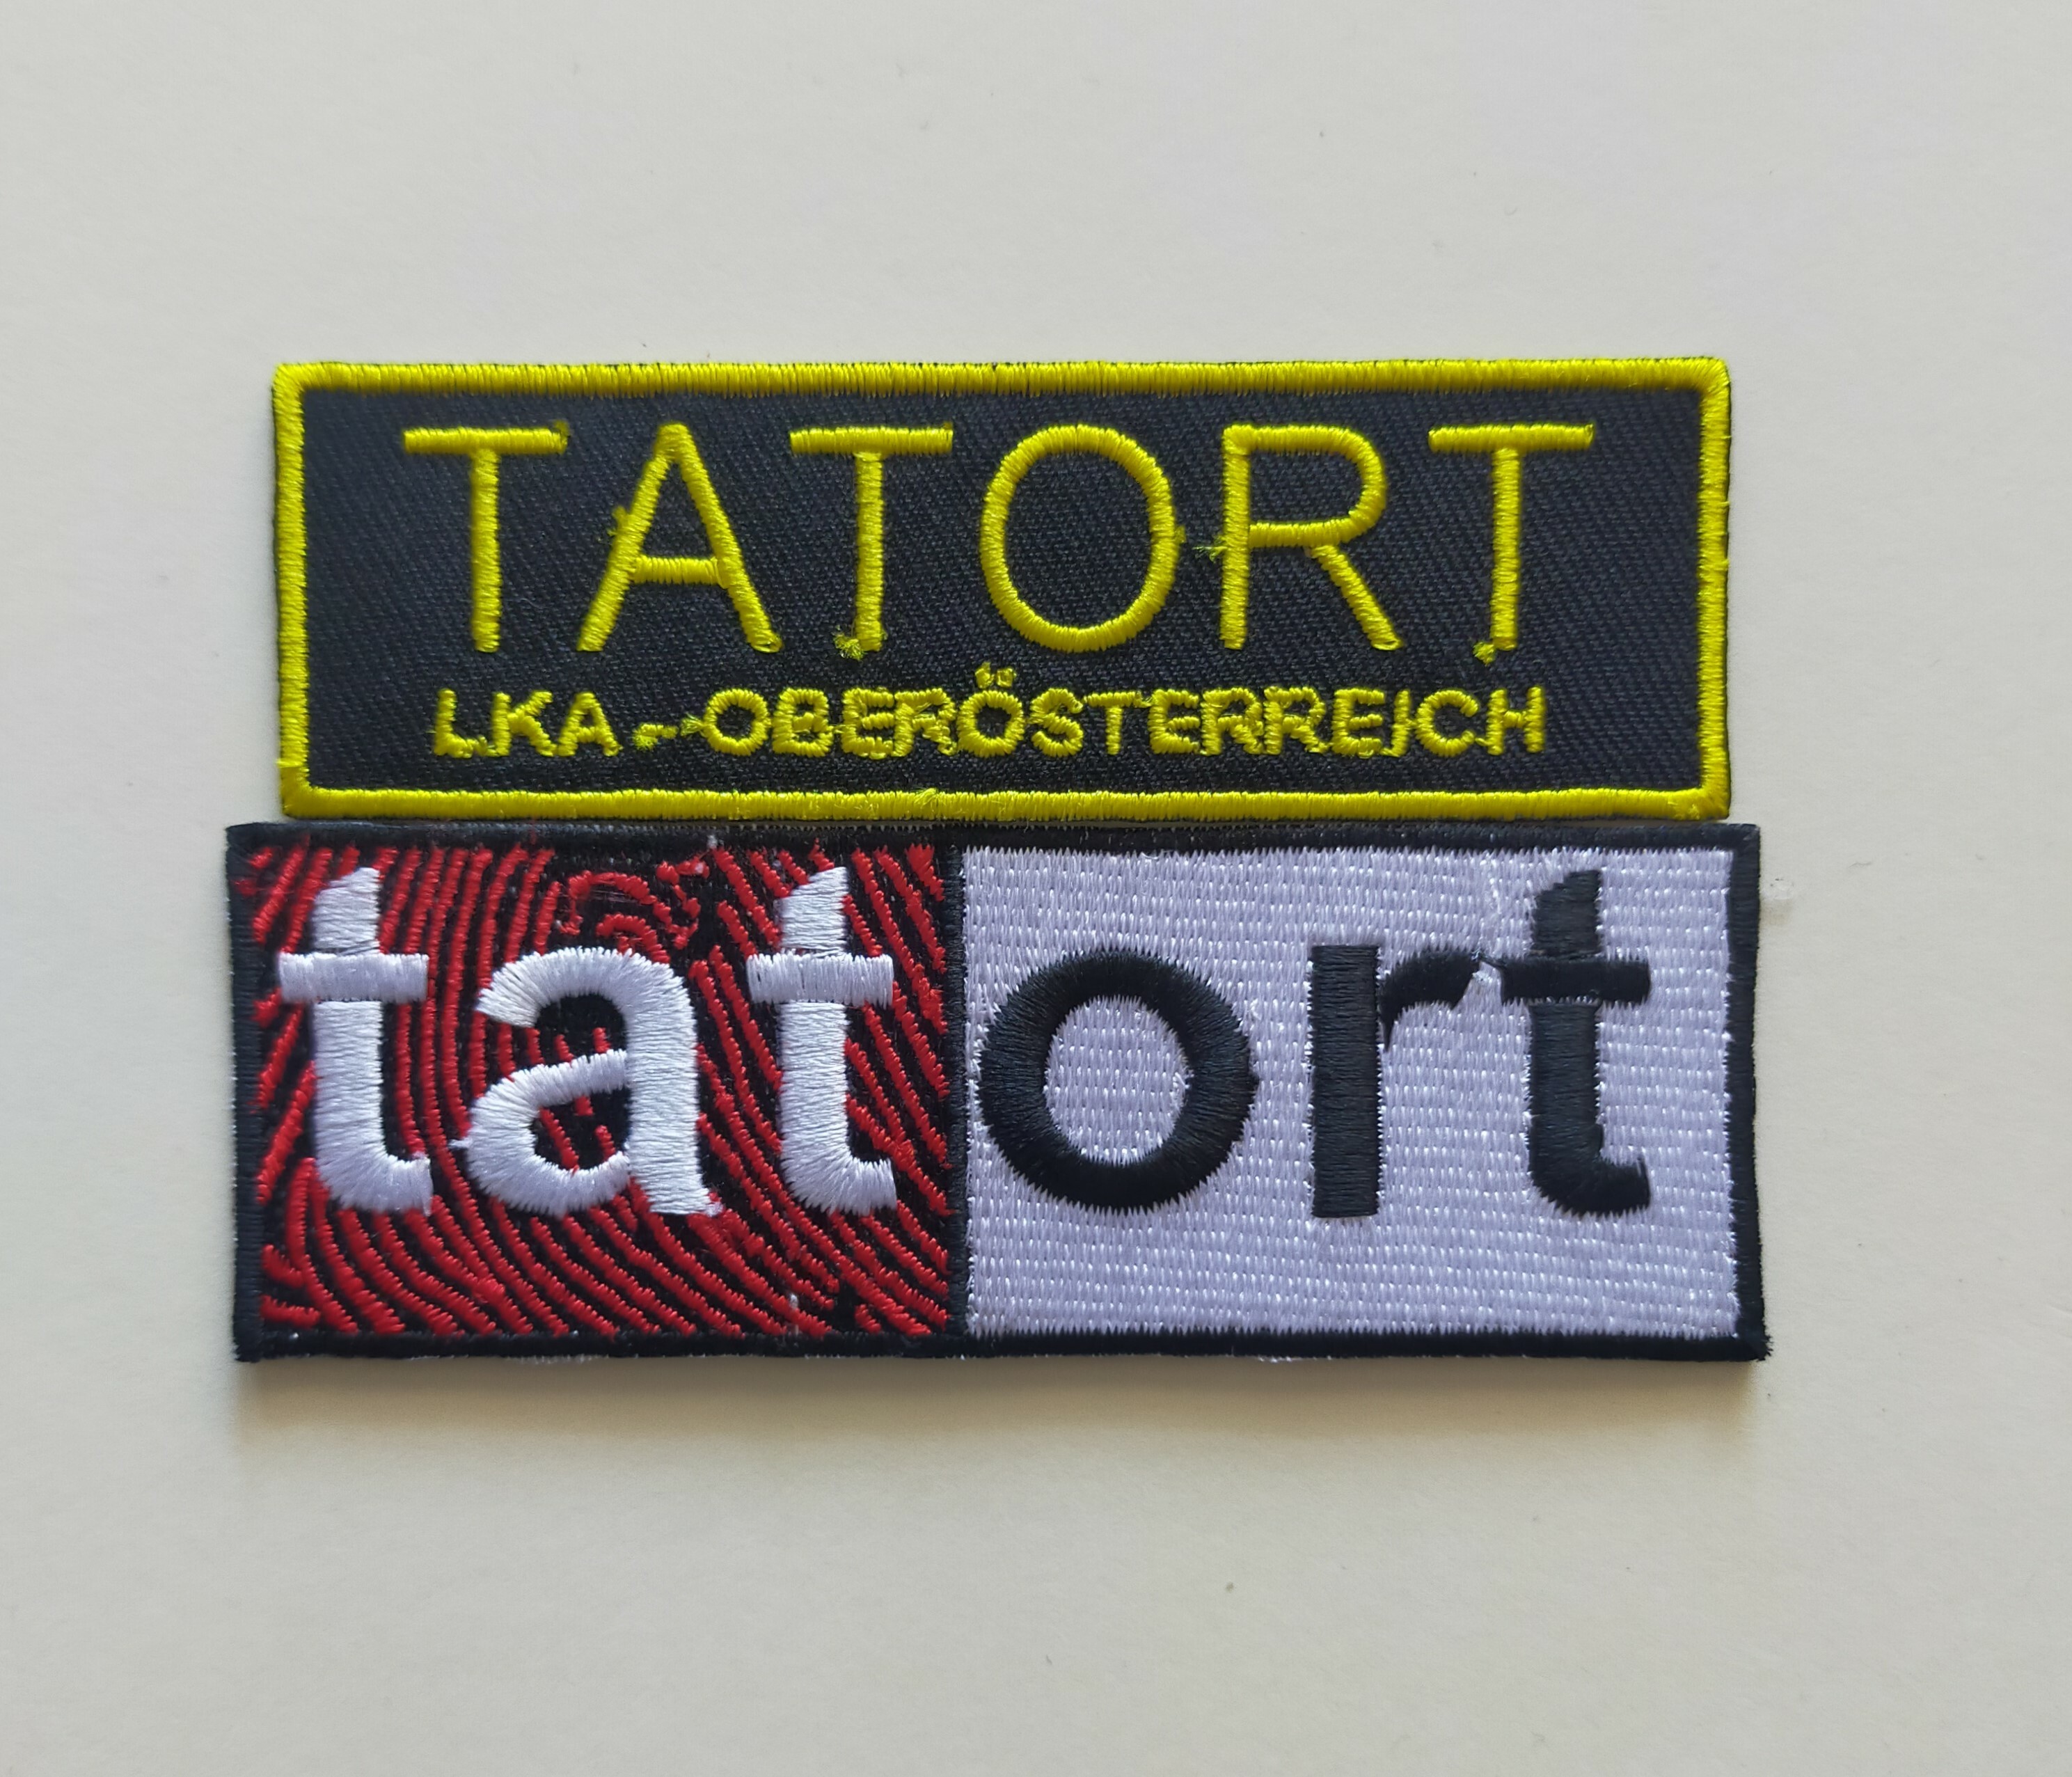 TATORT
LKA - OBERÖSTERREICH
tatort